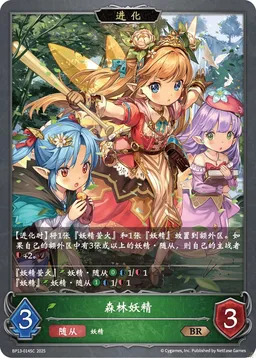 进化
【进化时】将1张『妖精萤火』和1张『妖精』放置到额外区。如
果自己的额外区中有3张或以上的妖精·随从，则自己的主战者
+2。
『妖精萤火』 妖精·随从 1/1
『妖精』 妖精·随从 1/1
3
森林妖精
3
随从
妖精
BR
BP13-014SC 2025
© Cygames, Inc. Published by NetEase Games